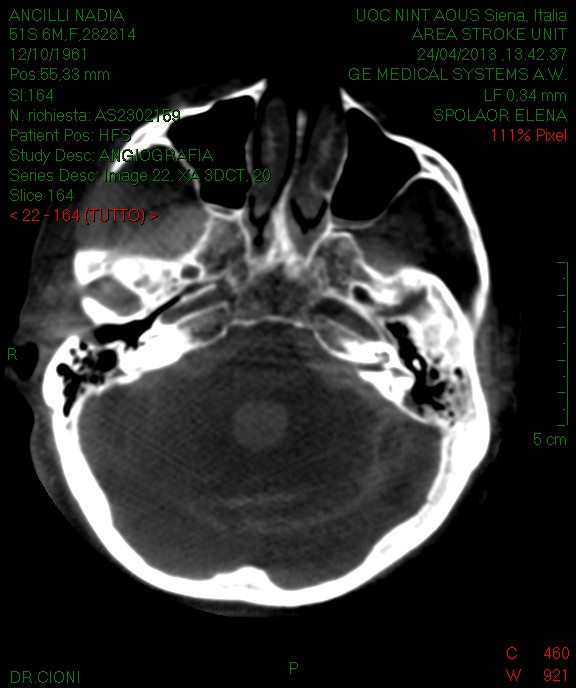 ANCILLI NADIA
51S 6M,F,282814
12/10/1961
Pos:55,33 mm
SI:164
N. richiesta: AS2302159
Patient Pos: HFS
Study Desc: ANGIOGRAFIA
Series Desc: Image 22, XA 3DCT, 20
Slice 164
< 22 - 164 (TUTTO) >
UOC NINT AOUS Siena, Italia
AREA STROKE UNIT
24/04/2013 ,13.42.37
GE MEDICAL SYSTEMS A.W.
LF 0,34 mm
SPOLAOR ELENA
111% Pixel
R
5 cm
P
C 460
W 921
DR.CIONI